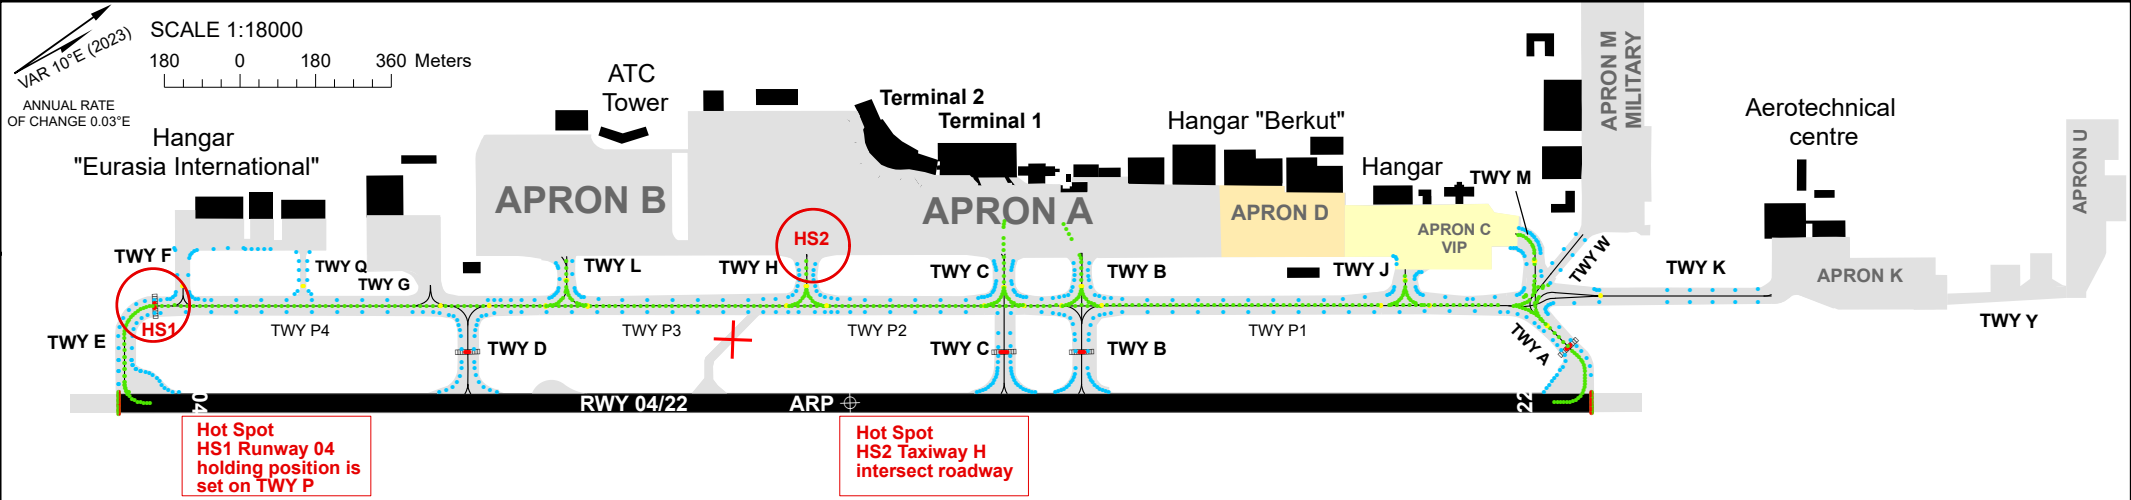 SCALE 1:18000
180 0 180 360 Meters
VAR 10°E (2023)
ANNUAL RATE
OF CHANGE 0.03°E
Hangar
"Eurasia International"
ATC
Tower
Terminal 2
Terminal 1
Hangar "Berkut"
Hangar
Aerotechnical
centre
APRON M
MILITARY
APRON U
APRON B
APRON A
APRON D
APRON C
VIP
APRON K
TWY M
TWY W
TWY F
TWY Q
TWY G
TWY L
TWY H
HS2
TWY C
TWY B
TWY J
TWY K
TWY Y
HS1
TWY E
TWY P4
TWY D
TWY P3
TWY P2
TWY C
TWY B
TWY P1
TWY A
04
RWY 04/22
ARP
22
Hot Spot
HS1 Runway 04
holding position is
set on TWY P
Hot Spot
HS2 Taxiway H
intersect roadway